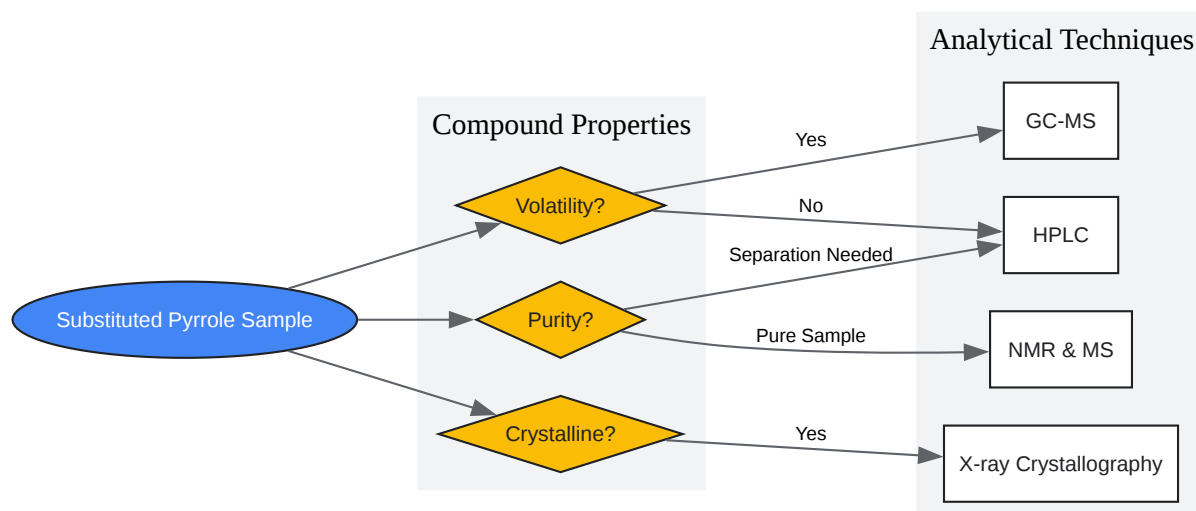 Analytical Techniques
Compound Properties
GC-MS
Yes
Volatility?
No
HPLC
Separation Needed
Substituted Pyrrole Sample
Purity?
Pure Sample
NMR & MS
Crystalline?
Yes
X-ray Crystallography